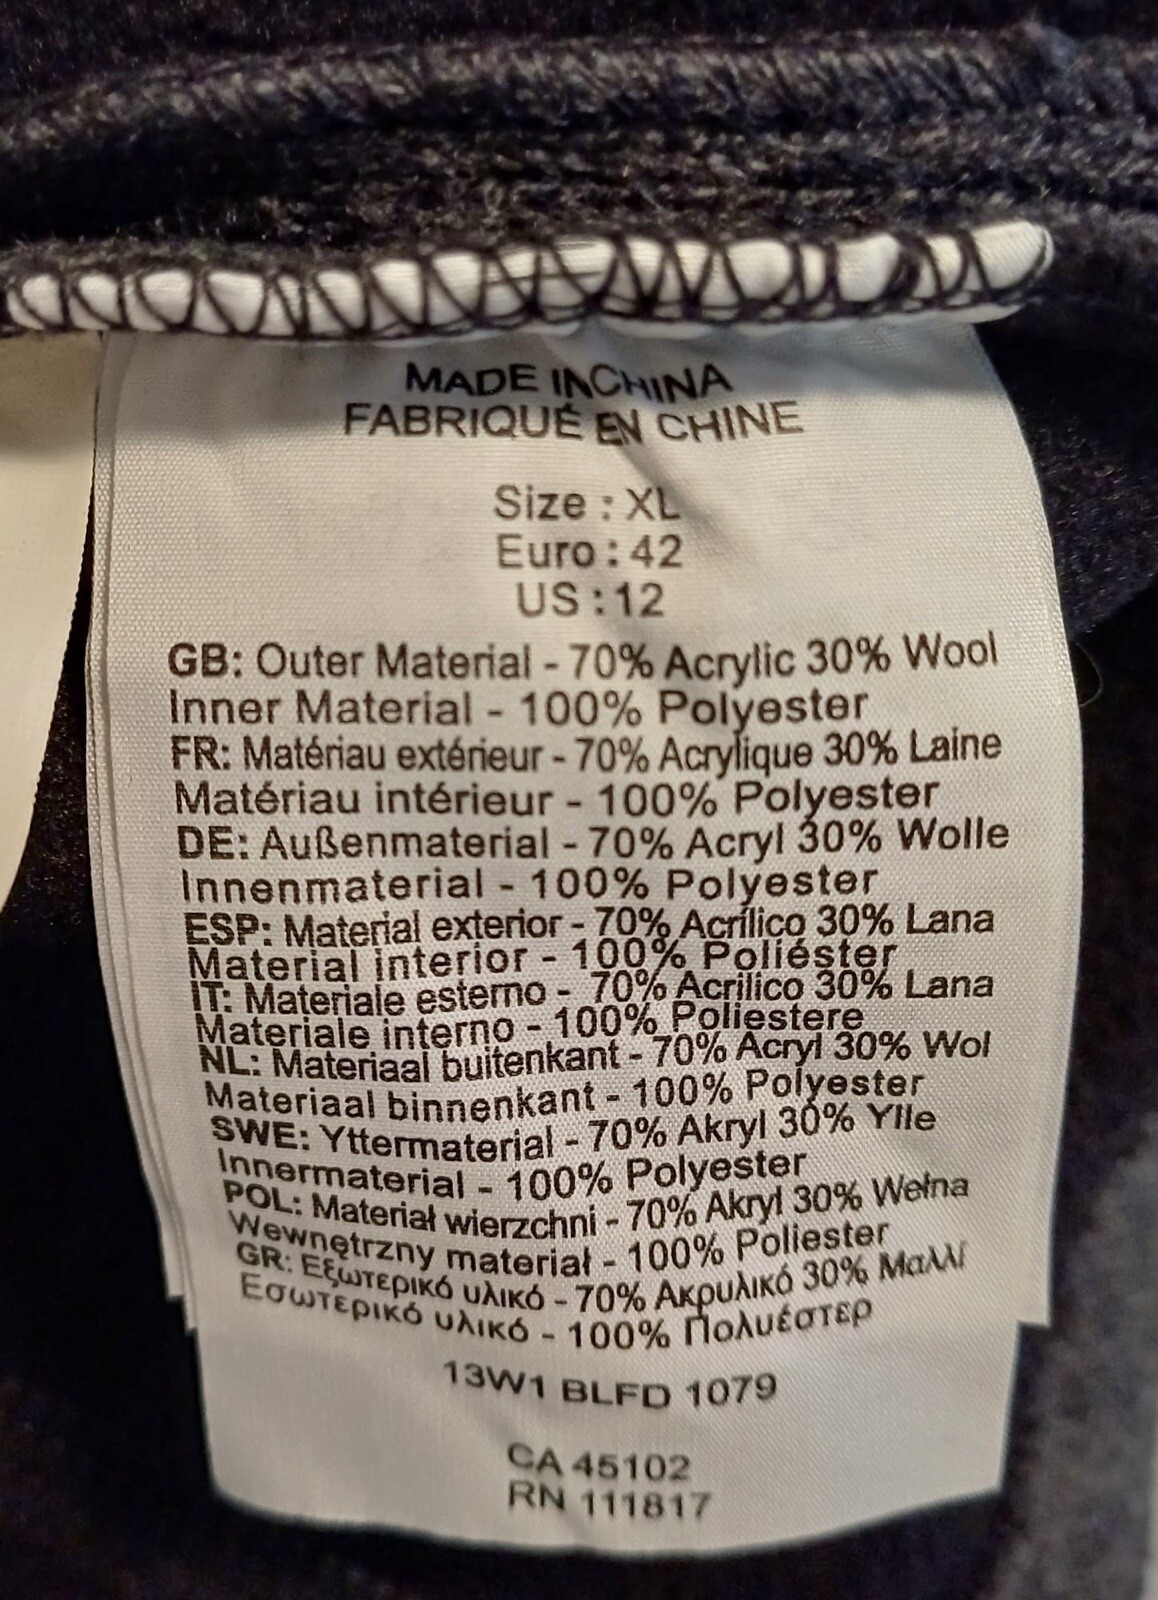 MADE IN CHINA
FABRIQUÉ EN CHINE
Size : XL
Euro : 42
US : 12
GB: Outer Material - 70% Acrylic 30% Wool
Inner Material - 100% Polyester
FR: Matériau extérieur - 70% Acrylique 30% Laine
Matériau intérieur - 100% Polyester
DE: Außenmaterial - 70% Acryl 30% Wolle
Innenmaterial - 100% Polyester
ESP: Material exterior - 70% Acrílico 30% Lana
Material interior - 100% Poliéster
IT: Materiale esterno - 70% Acrilico 30% Lana
Materiale interno - 100% Poliestere
NL: Materiaal buitenkant - 70% Acryl 30% Wol
Materiaal binnenkant - 100% Polyester
SWE: Yttermaterial - 70% Akryl 30% Ylle
Innermaterial - 100% Polyester
POL: Materiał wierzchni - 70% Akryl 30% Wełna
Wewnętrzny materiał - 100% Poliester
GR: Εξωτερικό υλικό - 70% Ακρυλικό 30% Μαλλί
Εσωτερικό υλικό - 100% Πολυέστερ
13W1 BLFD 1079
CA 45102
RN 111817